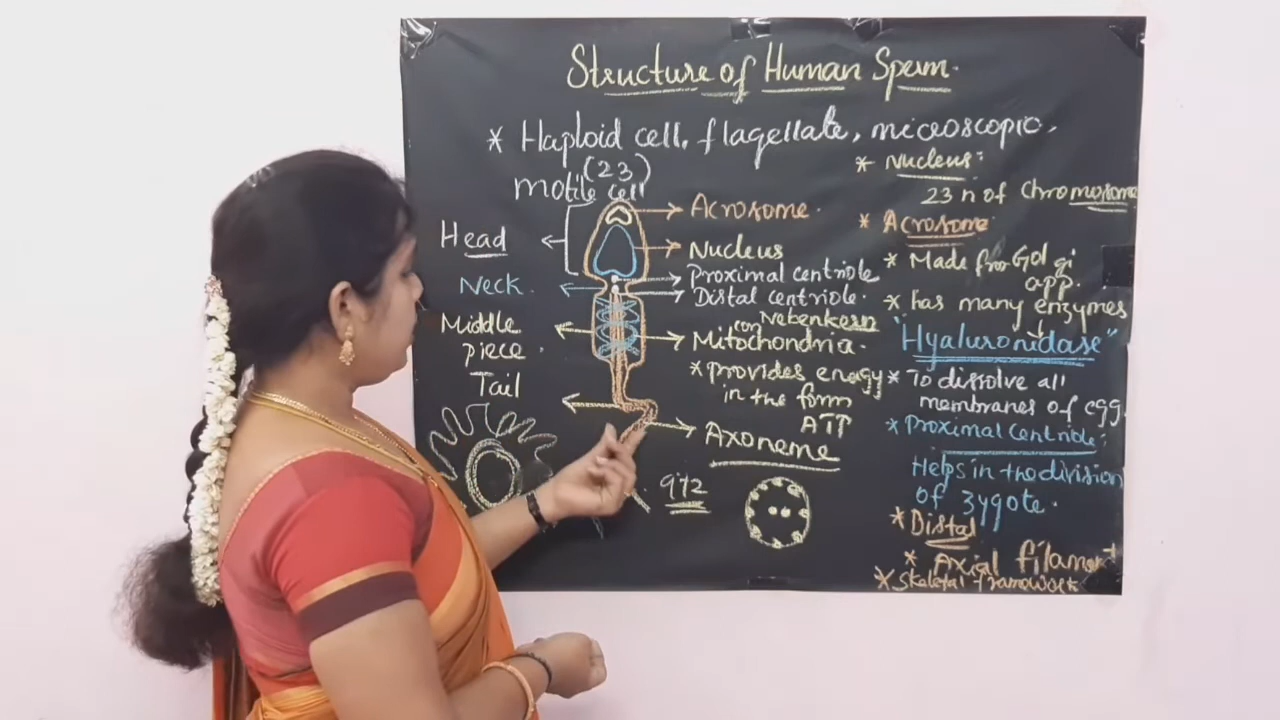 Structure of Human Sperm.
* Haploid cell, flagellate, microscopic,
(23)
motile cell
Head
Neck.
Middle
piece.
Tail
Acrosome.
Nucleus
Proximal centriole
Distal centriole.
(on) Nebenkern
Mitochondria.
*provides energy
in the form
ATP
Axoneme
9+2
* Nucleus:
23 n of chromosome
* Acrosome
* Made from Golgi
app.
* has many enzymes
"Hyaluronidase"
* To dissolve all
membranes of egg.
* Proximal Centriole:
Helps in the division
of zygote.
* Distal
* Axial filament
* Skeletal framework